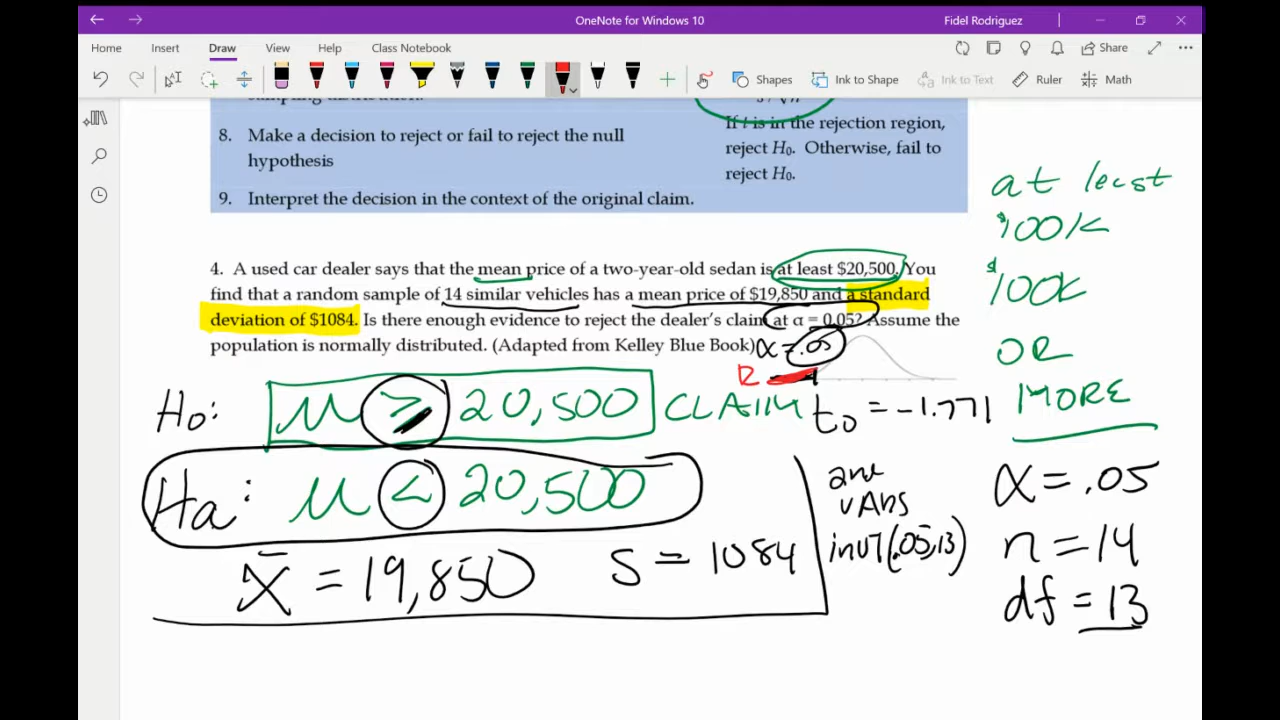 OneNote for Windows 10
Fidel Rodriguez
Home Insert Draw View Help Class Notebook
Share
Shapes Ink to Shape Ink to Text Ruler Math
8. Make a decision to reject or fail to reject the null
hypothesis
If t is in the rejection region,
reject H0. Otherwise, fail to
reject H0.
9. Interpret the decision in the context of the original claim.
at least
$100K
$100K
OR
MORE
4. A used car dealer says that the mean price of a two-year-old sedan is at least $20,500. You
find that a random sample of 14 similar vehicles has a mean price of $19,850 and a standard
deviation of $1084. Is there enough evidence to reject the dealer's claim at α = 0.05? Assume the
population is normally distributed. (Adapted from Kelley Blue Book)
α = .05
R
Ho: μ ≥ 20,500 CLAIM
to = -1.771
Ha: μ < 20,500
x̄ = 19,850 s = 1084
2nd
VARS
invT(.05,13)
α = .05
n = 14
df = 13